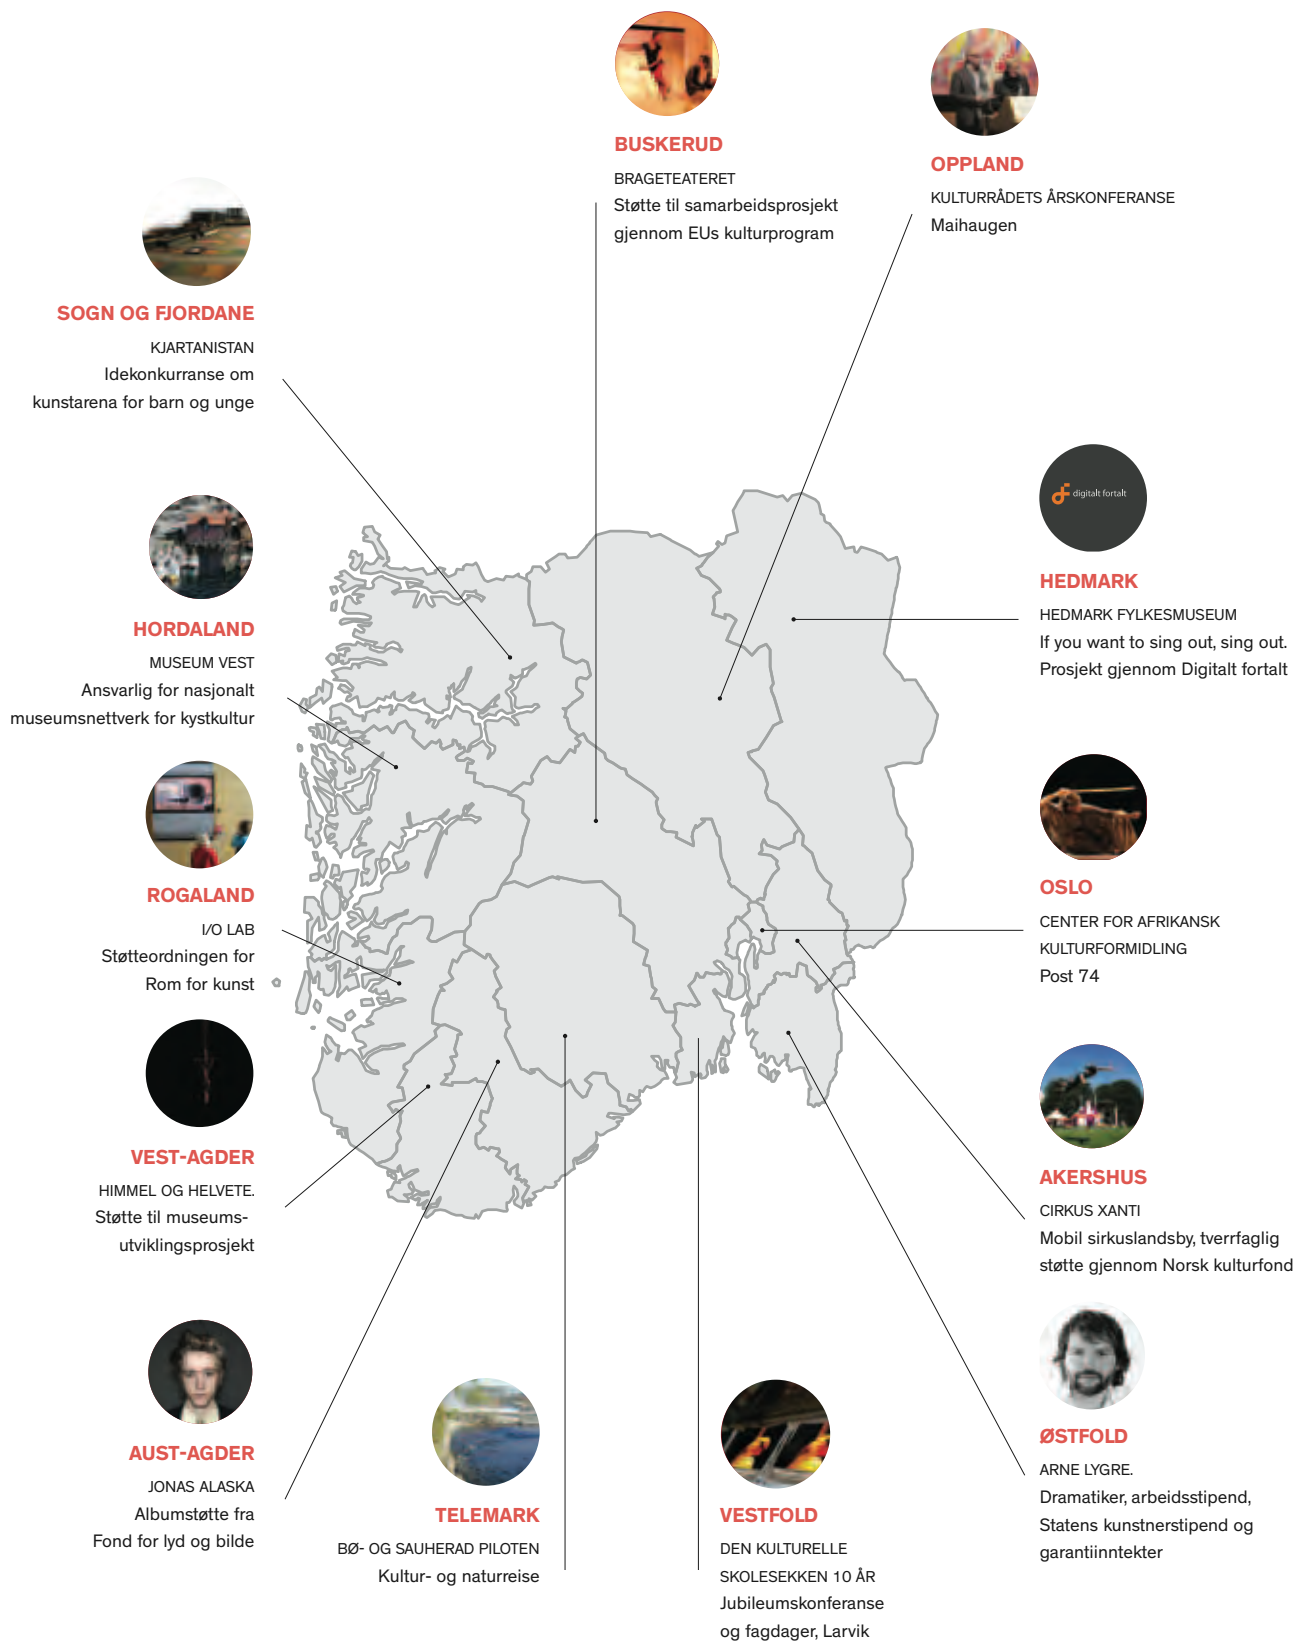 BUSKERUD
BRAGETEATERET
Støtte til samarbeidsprosjekt
gjennom EUs kulturprogram
OPPLAND
KULTURRÅDETS ÅRSKONFERANSE
Maihaugen
SOGN OG FJORDANE
KJARTANISTAN
Idekonkurranse om
kunstarena for barn og unge
digitalt fortalt
HEDMARK
HEDMARK FYLKESMUSEUM
If you want to sing out, sing out.
Prosjekt gjennom Digitalt fortalt
HORDALAND
MUSEUM VEST
Ansvarlig for nasjonalt
museumsnettverk for kystkultur
ROGALAND
I/O LAB
Støtteordningen for
Rom for kunst
OSLO
CENTER FOR AFRIKANSK
KULTURFORMIDLING
Post 74
VEST-AGDER
HIMMEL OG HELVETE.
Støtte til museums-
utviklingsprosjekt
AKERSHUS
CIRKUS XANTI
Mobil sirkuslandsby, tverrfaglig
støtte gjennom Norsk kulturfond
AUST-AGDER
JONAS ALASKA
Albumstøtte fra
Fond for lyd og bilde
TELEMARK
BØ- OG SAUHERAD PILOTEN
Kultur- og naturreise
VESTFOLD
DEN KULTURELLE
SKOLESEKKEN 10 ÅR
Jubileumskonferanse
og fagdager, Larvik
ØSTFOLD
ARNE LYGRE.
Dramatiker, arbeidsstipend,
Statens kunstnerstipend og
garantiinntekter